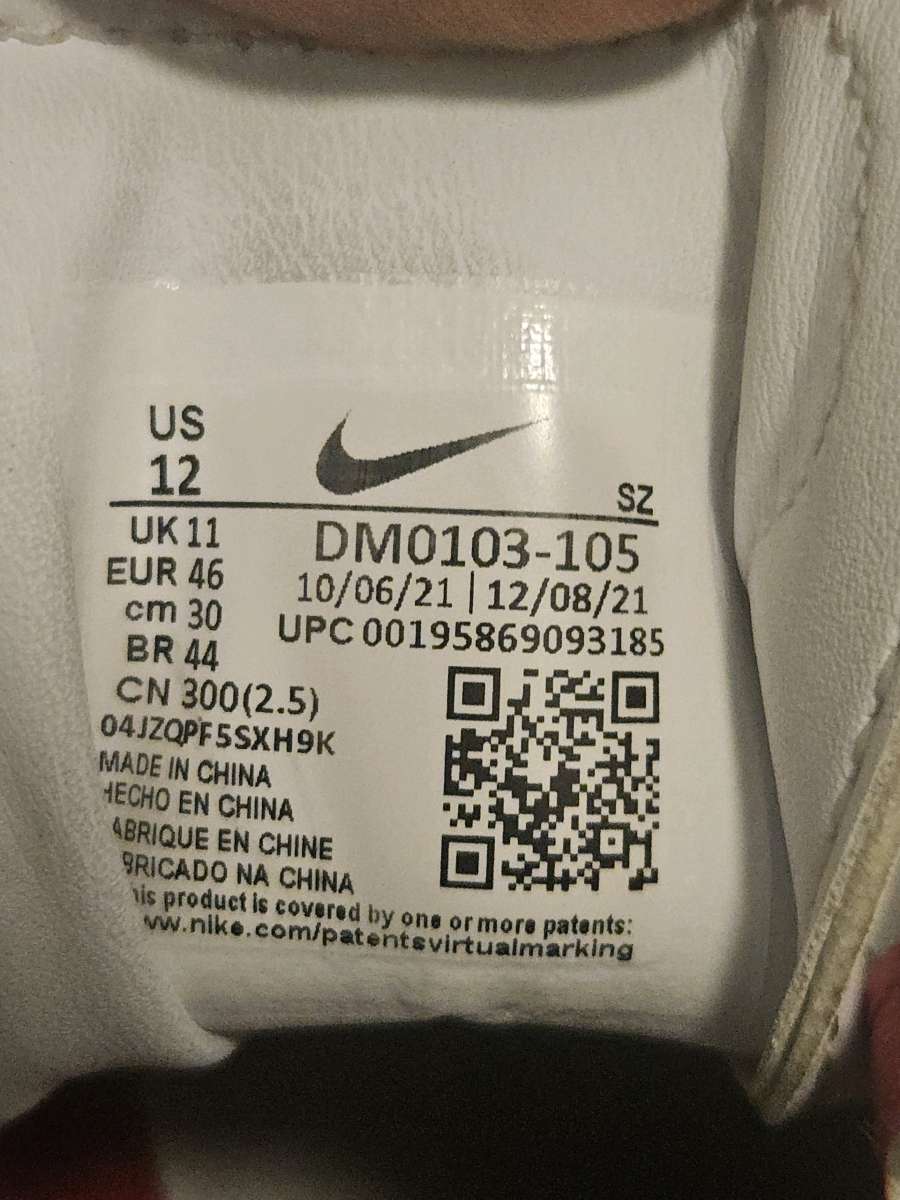 US
12
SZ
UK 11
EUR 46
cm 30
BR 44
CN 300(2.5)
DM0103-105
10/06/21 | 12/08/21
UPC 00195869093185
04JZQPF5SXH9K
MADE IN CHINA
HECHO EN CHINA
ABRIQUE EN CHINE
BRICADO NA CHINA
his product is covered by one or more patents:
ww.nike.com/patentsvirtualmarking